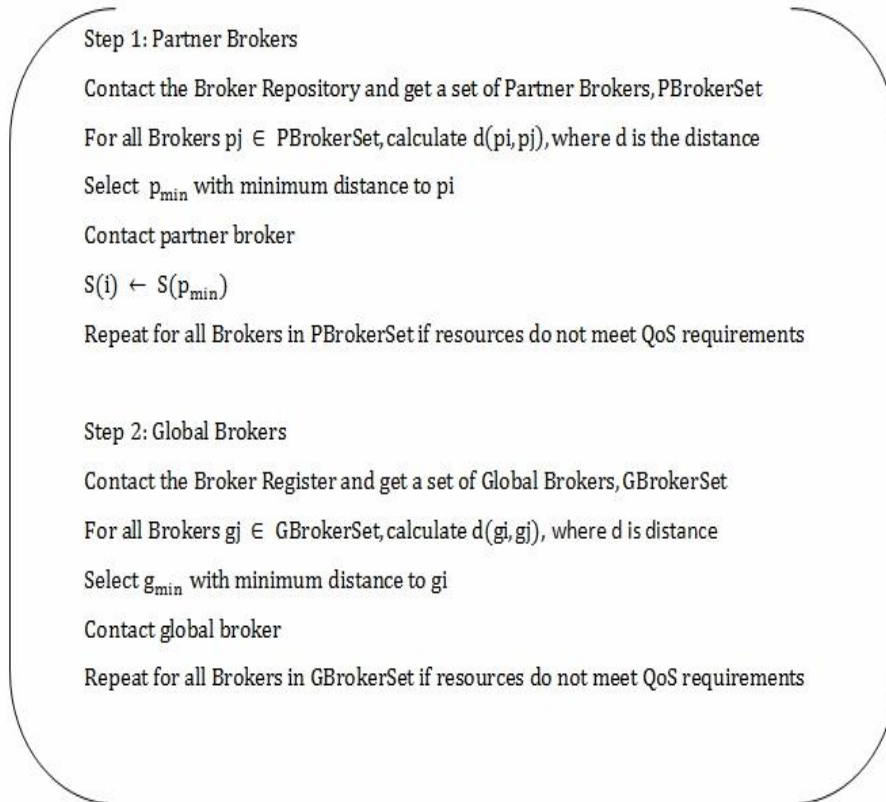 Step 1: Partner Brokers
Contact the Broker Repository and get a set of Partner Brokers, PBrokerSet
For all Brokers pj ∈ PBrokerSet, calculate d(pi,pj), where d is the distance
Select p_min with minimum distance to pi
Contact partner broker
S(i) ← S(p_min)
Repeat for all Brokers in PBrokerSet if resources do not meet QoS requirements
Step 2: Global Brokers
Contact the Broker Register and get a set of Global Brokers, GBrokerSet
For all Brokers gj ∈ GBrokerSet, calculate d(gi,gj), where d is distance
Select g_min with minimum distance to gi
Contact global broker
Repeat for all Brokers in GBrokerSet if resources do not meet QoS requirements